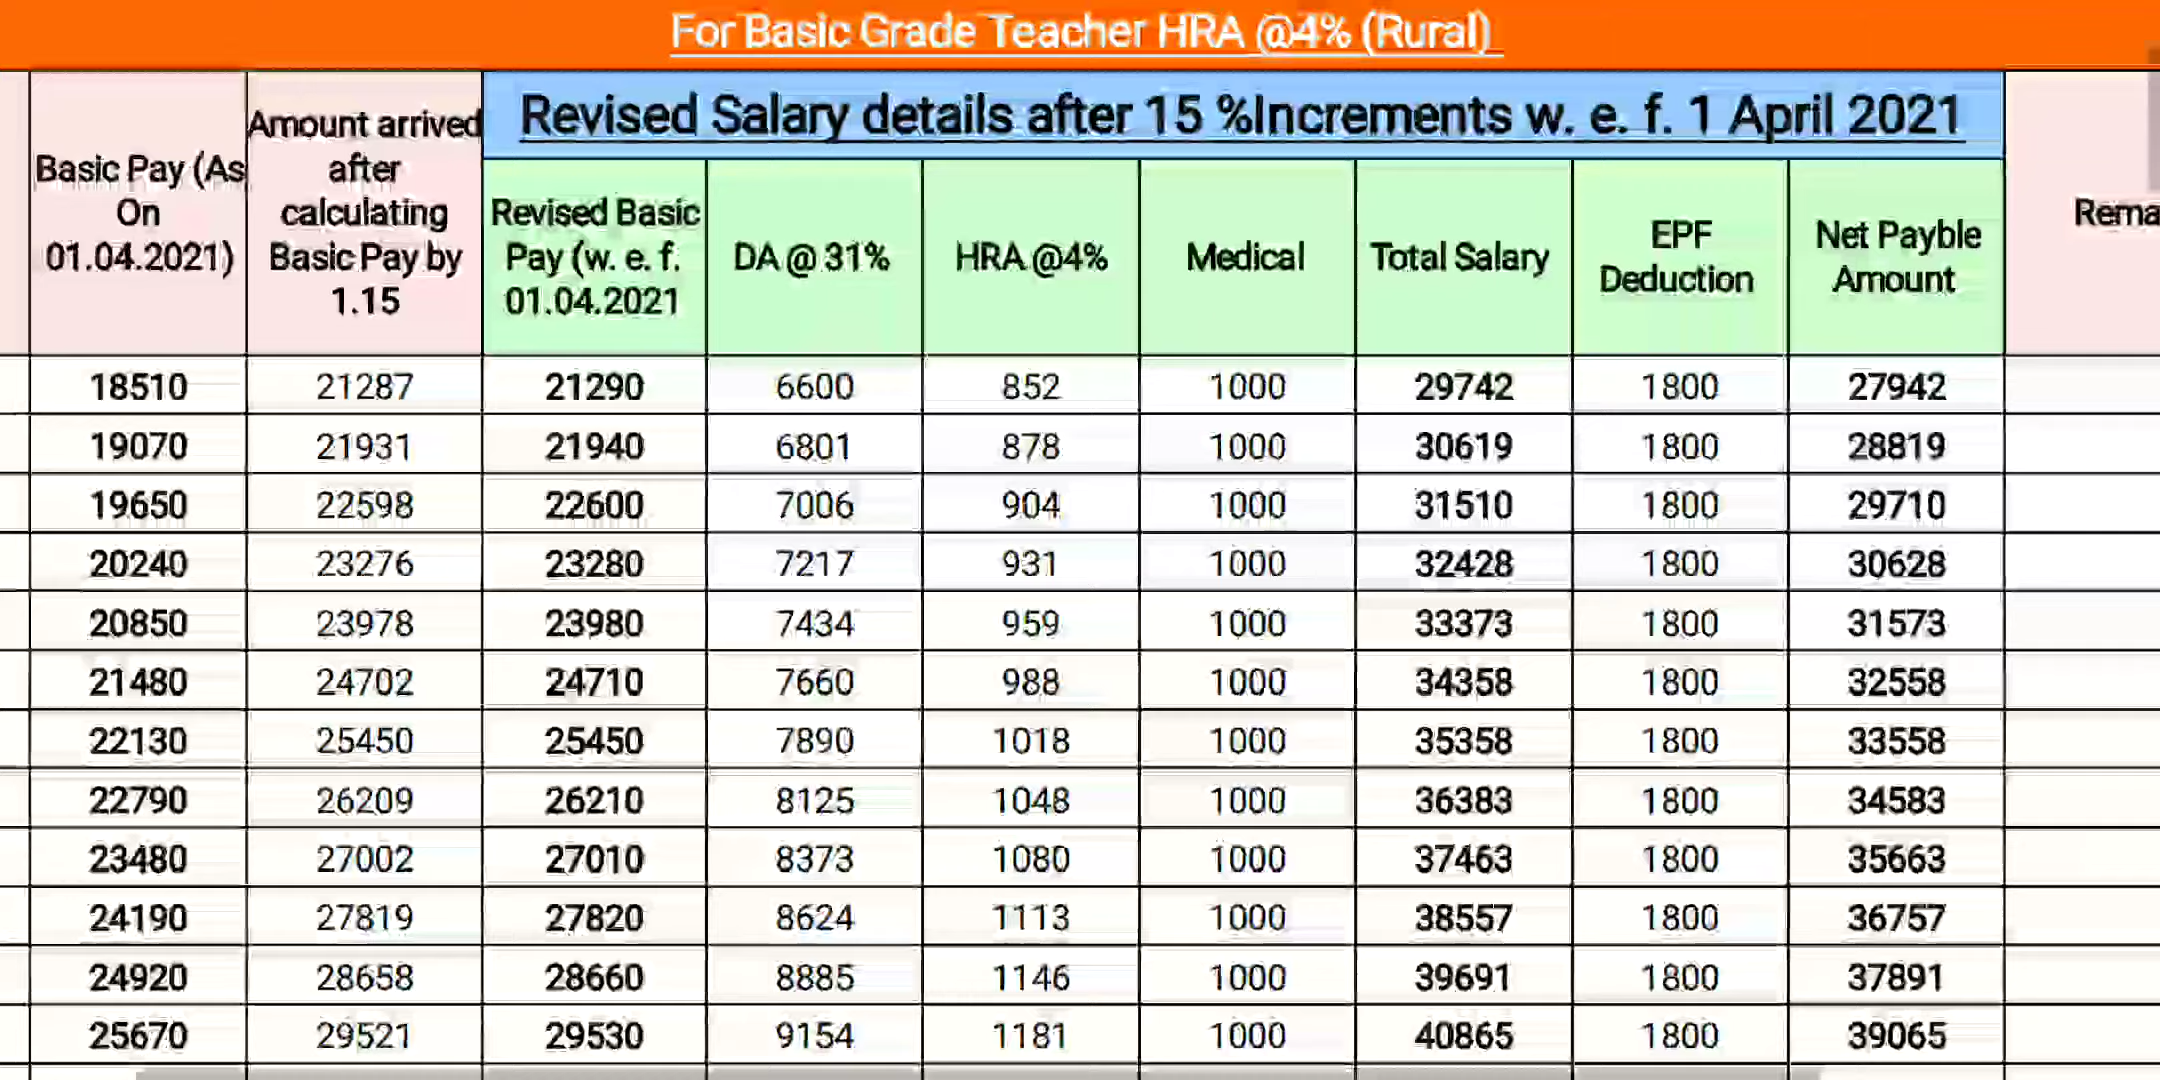 For Basic Grade Teacher HRA @4% (Rural)
Revised Salary details after 15 %Increments w. e. f. 1 April 2021
Basic Pay (As
On
01.04.2021)
Amount arrived
after
calculating
Basic Pay by
1.15
Revised Basic
Pay (w. e. f.
01.04.2021
DA @ 31%
HRA @4%
Medical
Total Salary
EPF
Deduction
Net Payble
Amount
18510 21287 21290 6600 852 1000 29742 1800 27942
19070 21931 21940 6801 878 1000 30619 1800 28819
19650 22598 22600 7006 904 1000 31510 1800 29710
20240 23276 23280 7217 931 1000 32428 1800 30628
20850 23978 23980 7434 959 1000 33373 1800 31573
21480 24702 24710 7660 988 1000 34358 1800 32558
22130 25450 25450 7890 1018 1000 35358 1800 33558
22790 26209 26210 8125 1048 1000 36383 1800 34583
23480 27002 27010 8373 1080 1000 37463 1800 35663
24190 27819 27820 8624 1113 1000 38557 1800 36757
24920 28658 28660 8885 1146 1000 39691 1800 37891
25670 29521 29530 9154 1181 1000 40865 1800 39065